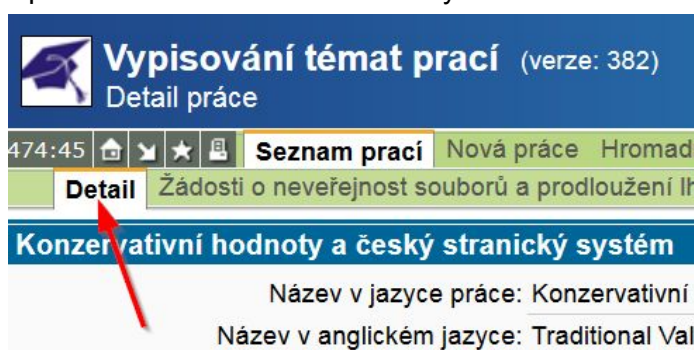 Vypisování témat prací (verze: 382)
Detail práce
474:45 Seznam prací Nová práce Hromad
Detail Žádosti o neveřejnost souborů a prodloužení lh
Konzervativní hodnoty a český stranický systém
Název v jazyce práce: Konzervativní
Název v anglickém jazyce: Traditional Val